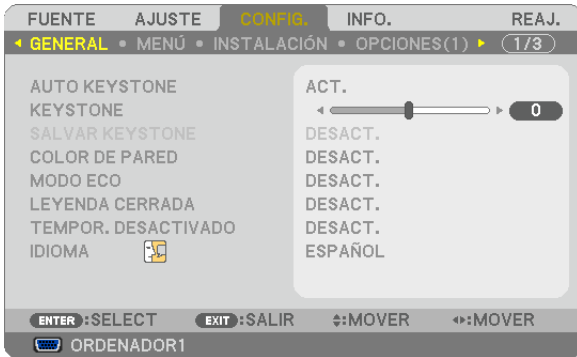 FUENTE AJUSTE CONFIG. INFO. REAJ.
GENERAL • MENÚ • INSTALACIÓN • OPCIONES(1) 1/3
AUTO KEYSTONE ACT.
KEYSTONE 0
SALVAR KEYSTONE DESACT.
COLOR DE PARED DESACT.
MODO ECO DESACT.
LEYENDA CERRADA DESACT.
TEMPOR. DESACTIVADO DESACT.
IDIOMA ESPAÑOL
ENTER :SELECT EXIT :SALIR :MOVER :MOVER
ORDENADOR1